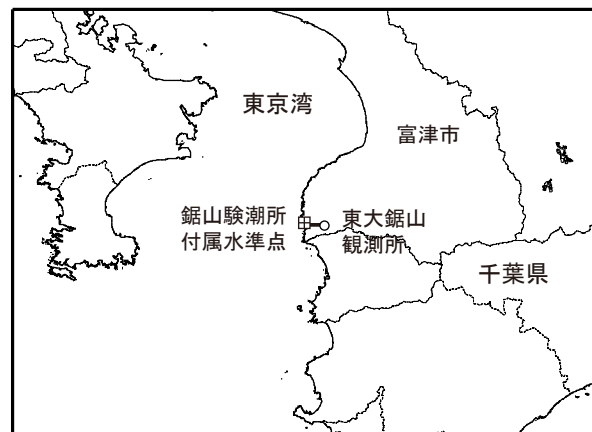 東京湾
富津市
鋸山験潮所
付属水準点
東大鋸山
観測所
千葉県